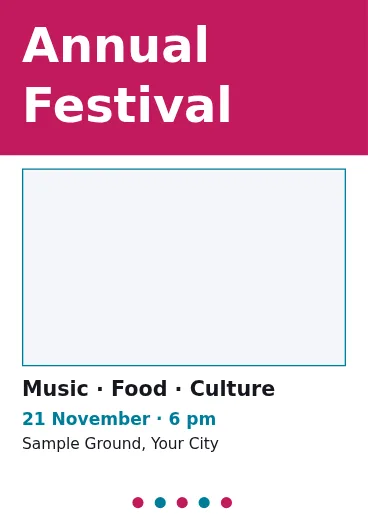 Annual
Festival
Music · Food · Culture
21 November · 6 pm
Sample Ground, Your City